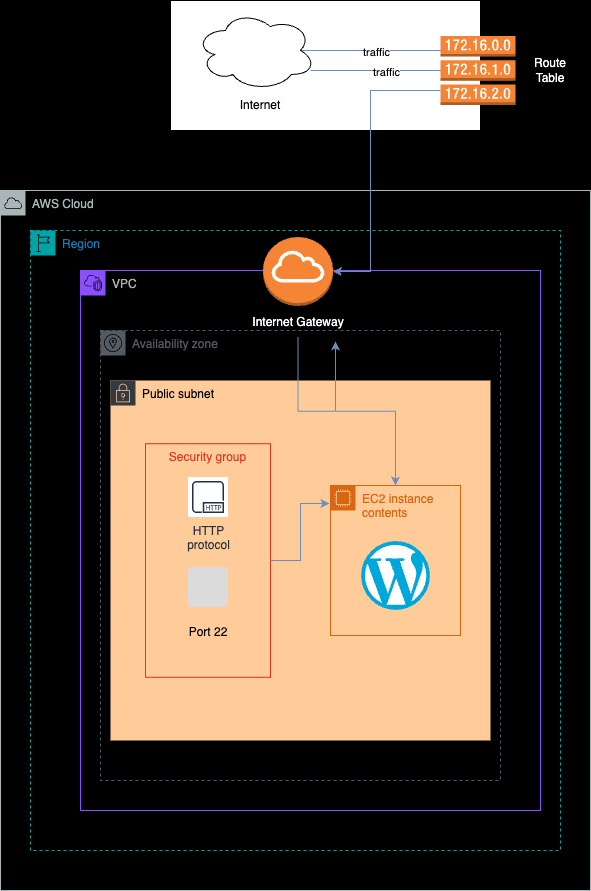 172.16.0.0
traffic
172.16.1.0
traffic
Route
Table
172.16.2.0
Internet
AWS Cloud
Region
VPC
Internet Gateway
Availability zone
Public subnet
Security group
HTTP
HTTP
protocol
Port 22
EC2 instance
contents